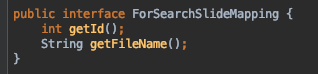 public interface ForSearchSlideMapping {
    int getId();
    String getFileName();
}